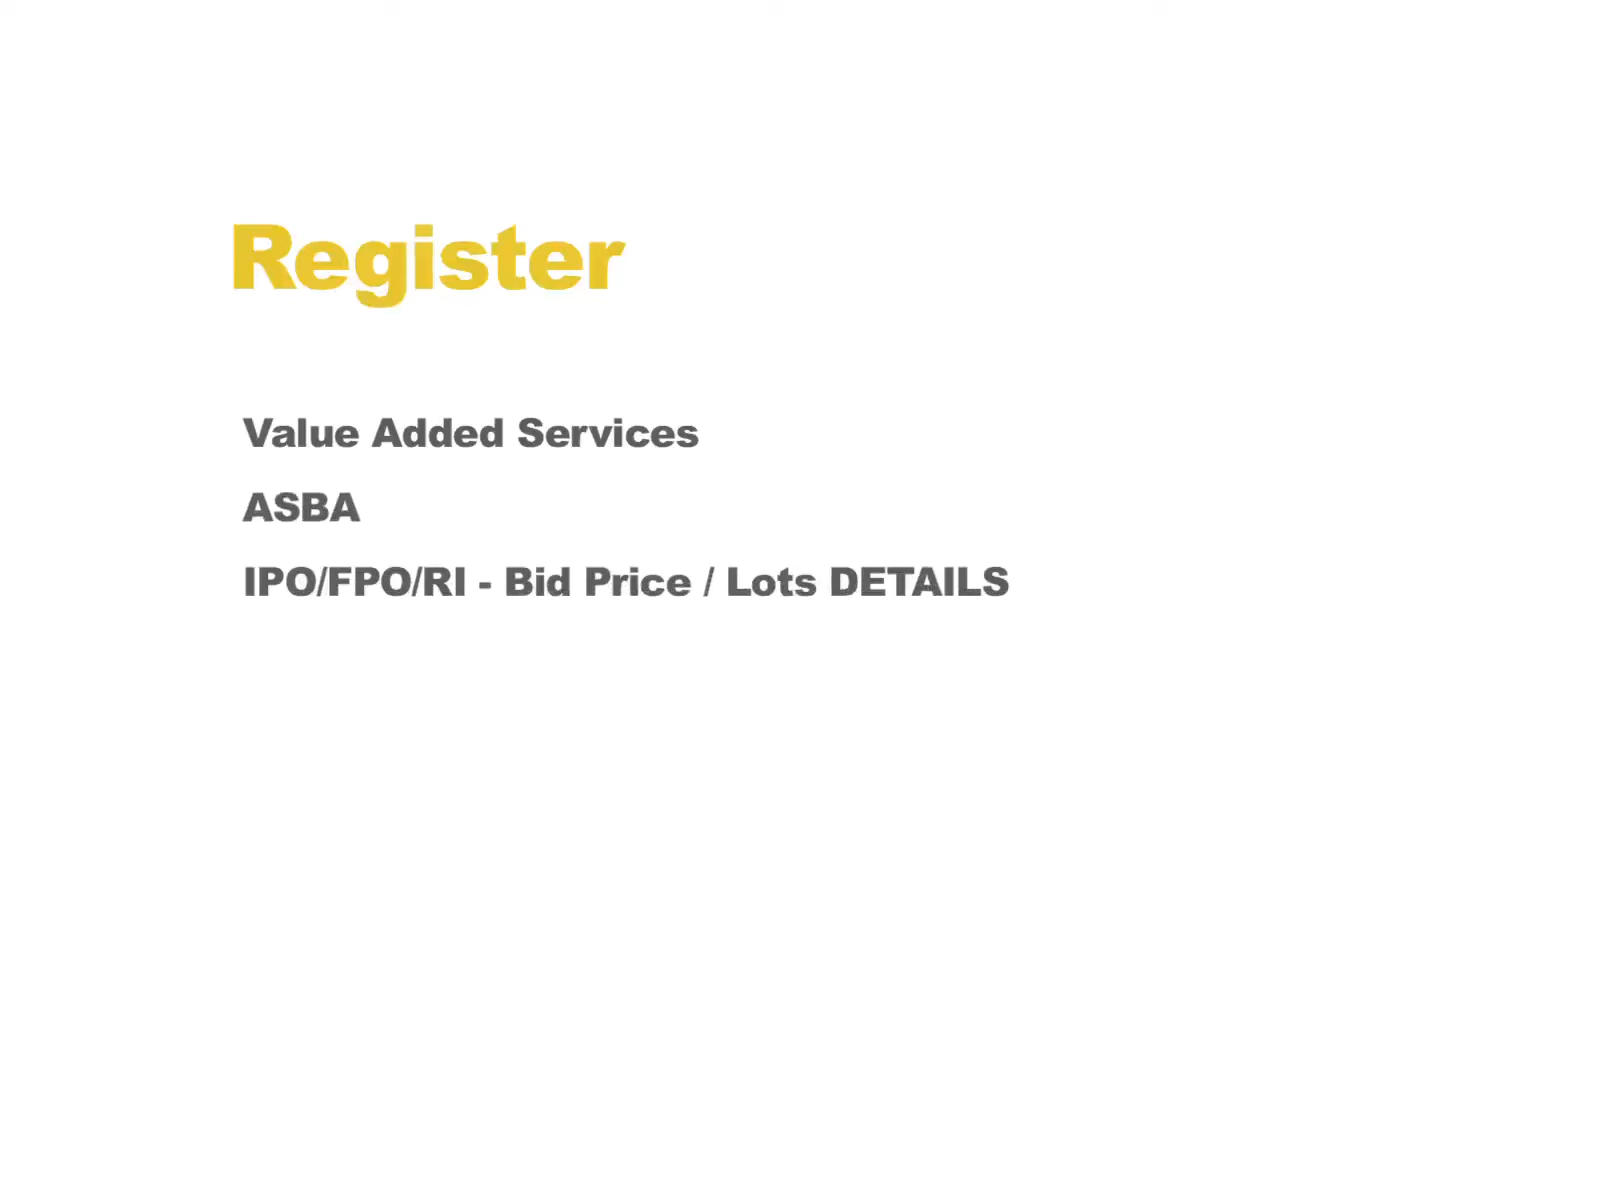 Register
Value Added Services
ASBA
IPO/FPO/RI - Bid Price / Lots DETAILS